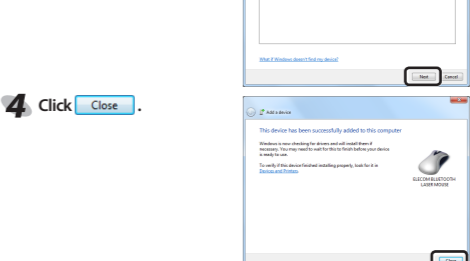 What if Windows doesn't find my device?
Next Cancel
4 Click Close .
Add a device
This device has been successfully added to this computer
Windows is now checking for drivers and will install them if
necessary. You may need to wait for this to finish before your device
is ready to use.
To verify if this device finished installing properly, look for it in
Devices and Printers.
ELECOM BLUETOOTH
LASER MOUSE
Close